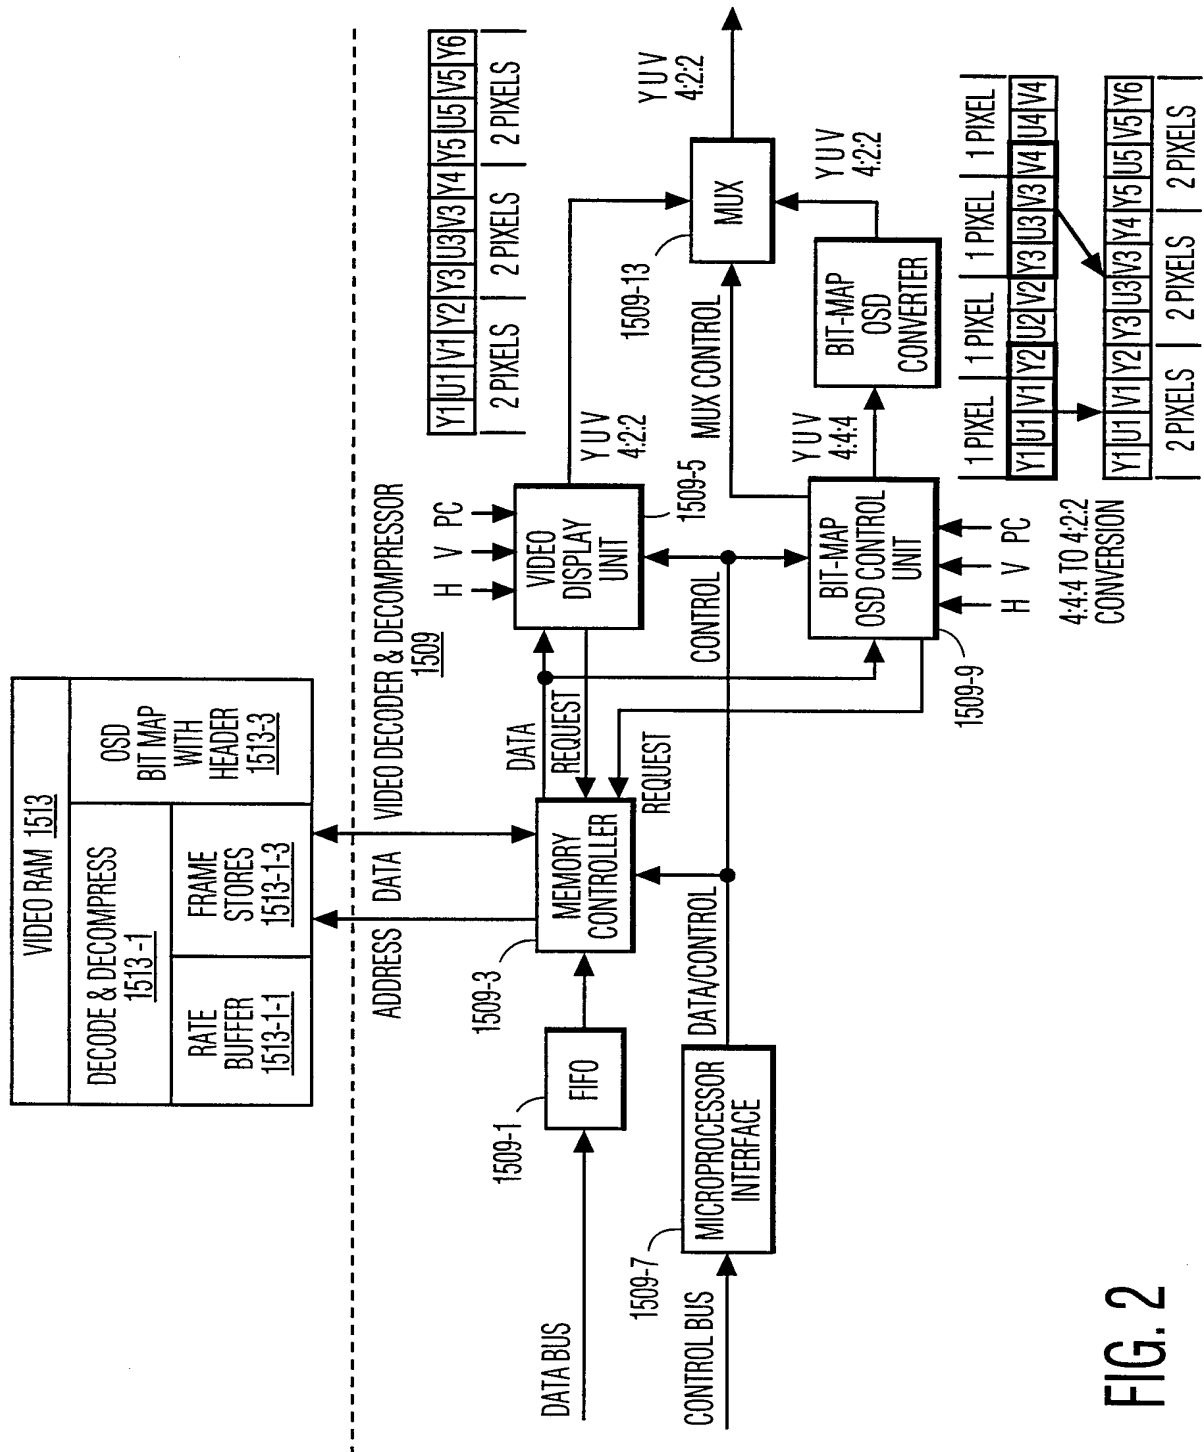 VIDEO RAM 1513
DECODE & DECOMPRESS
1513-1
RATE
BUFFER
1513-1-1
FRAME
STORES
1513-1-3
OSD
BIT MAP
WITH
HEADER
1513-3
ADDRESS
DATA
VIDEO DECODER & DECOMPRESSOR
1509
DATA BUS
1509-1
FIFO
1509-3
MEMORY
CONTROLLER
DATA
REQUEST
REQUEST
H V PC
VIDEO
DISPLAY
UNIT
1509-5
Y U V
4:2:2
Y1 U1 V1 Y2 Y3 U3 V3 Y4 Y5 U5 V5 Y6
2 PIXELS 2 PIXELS 2 PIXELS
CONTROL BUS
1509-7
MICROPROCESSOR
INTERFACE
DATA/CONTROL
CONTROL
MUX CONTROL
1509-13
MUX
Y U V
4:2:2
1509-9
BIT-MAP
OSD CONTROL
UNIT
H V PC
Y U V
4:4:4
BIT-MAP
OSD
CONVERTER
Y U V
4:2:2
4:4:4 TO 4:2:2
CONVERSION
1 PIXEL 1 PIXEL 1 PIXEL 1 PIXEL
Y1 U1 V1 Y2 U2 V2 Y3 U3 V3 V4 U4 V4
Y1 U1 V1 Y2 Y3 U3 V3 Y4 Y5 U5 V5 Y6
2 PIXELS 2 PIXELS 2 PIXELS
FIG. 2